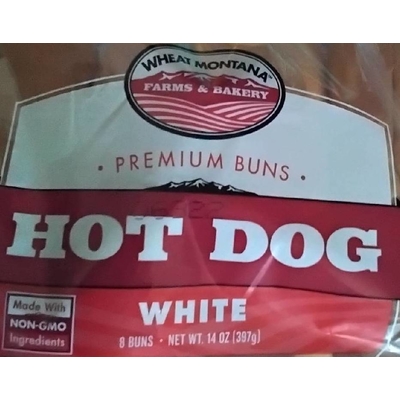 WHEAT MONTANA
FARMS & BAKERY
• PREMIUM BUNS •
HOT DOG
WHITE
8 BUNS • NET WT. 14 OZ (397g)
Made With
NON-GMO
Ingredients